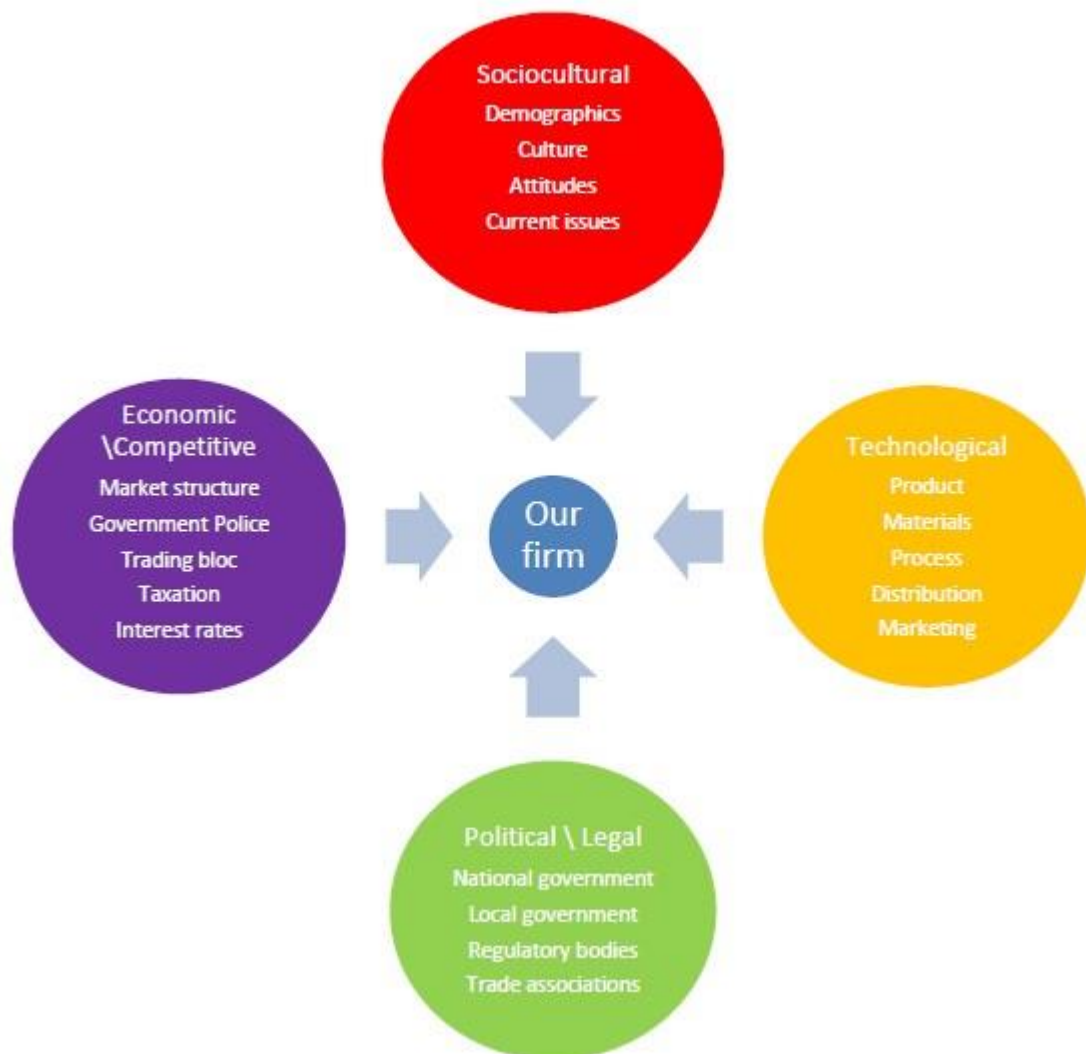 Sociocultural
Demographics
Culture
Attitudes
Current issues
Economic
\Competitive
Market structure
Government Police
Trading bloc
Taxation
Interest rates
Our
firm
Technological
Product
Materials
Process
Distribution
Marketing
Political \ Legal
National government
Local government
Regulatory bodies
Trade associations